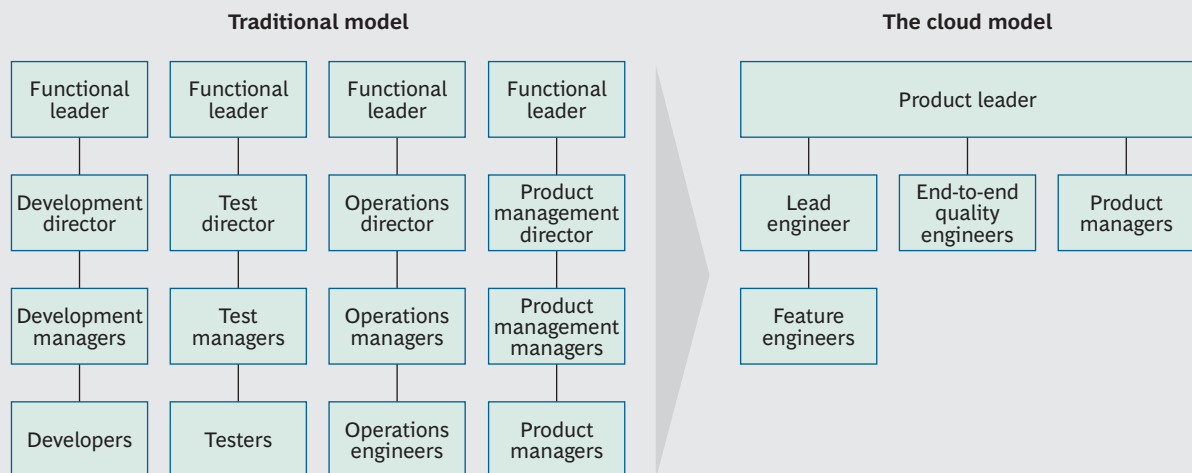 Traditional model
The cloud model
Functional
leader
Functional
leader
Functional
leader
Functional
leader
Product leader
Development
director
Test
director
Operations
director
Product
management
director
Lead
engineer
End-to-end
quality
engineers
Product
managers
Development
managers
Test
managers
Operations
managers
Product
management
managers
Feature
engineers
Developers
Testers
Operations
engineers
Product
managers